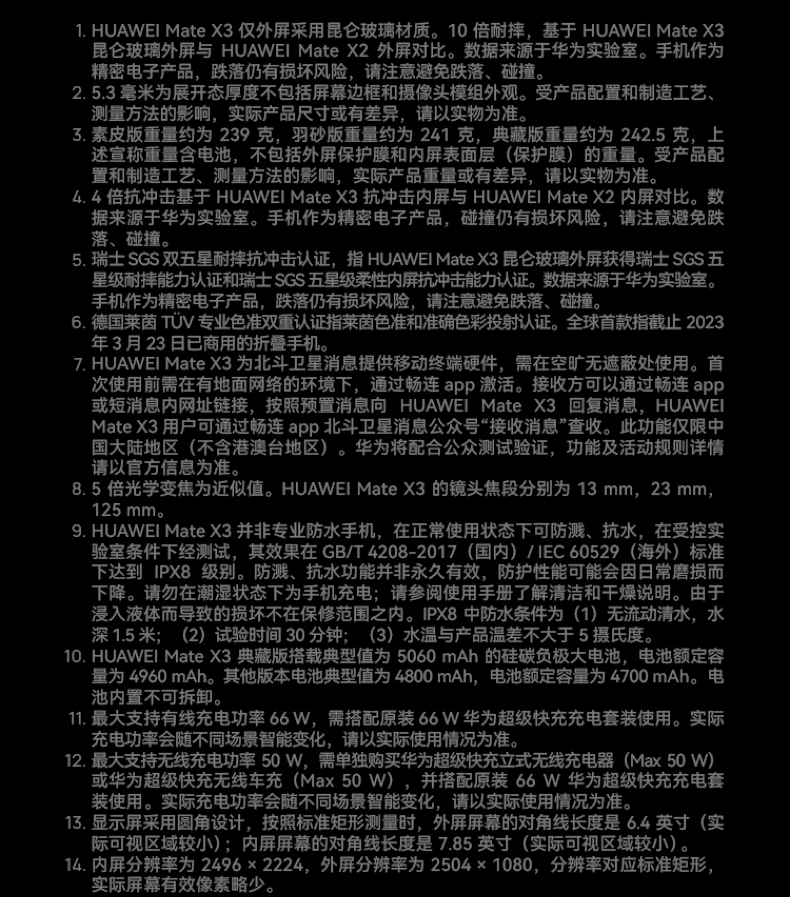 1. HUAWEI Mate X3 仅外屏采用昆仑玻璃材质。10 倍耐摔，基于 HUAWEI Mate X3
昆仑玻璃外屏与 HUAWEI Mate X2 外屏对比。数据来源于华为实验室。手机作为
精密电子产品，跌落仍有损坏风险，请注意避免跌落、碰撞。
2. 5.3 毫米为展开态厚度不包括屏幕边框和摄像头模组外观。受产品配置和制造工艺、
测量方法的影响，实际产品尺寸或有差异，请以实物为准。
3. 素皮版重量约为 239 克，羽砂版重量约为 241 克，典藏版重量约为 242.5 克，上
述宣称重量含电池，不包括外屏保护膜和内屏表面层（保护膜）的重量。受产品配
置和制造工艺、测量方法的影响，实际产品重量或有差异，请以实物为准。
4. 4 倍抗冲击基于 HUAWEI Mate X3 抗冲击内屏与 HUAWEI Mate X2 内屏对比。数
据来源于华为实验室。手机作为精密电子产品，碰撞仍有损坏风险，请注意避免跌
落、碰撞。
5. 瑞士 SGS 双五星耐摔抗冲击认证，指 HUAWEI Mate X3 昆仑玻璃外屏获得瑞士 SGS 五
星级耐摔能力认证和瑞士 SGS 五星级柔性内屏抗冲击能力认证。数据来源于华为实验室。
手机作为精密电子产品，跌落仍有损坏风险，请注意避免跌落、碰撞。
6. 德国莱茵 TÜV 专业色准双重认证指莱茵色准和准确色彩投射认证。全球首款指截止 2023
年 3 月 23 日已商用的折叠手机。
7. HUAWEI Mate X3 为北斗卫星消息提供移动终端硬件，需在空旷无遮蔽处使用。首
次使用前需在有地面网络的环境下，通过畅连 app 激活。接收方可以通过畅连 app
或短消息内网址链接，按照预置消息向 HUAWEI Mate X3 回复消息，HUAWEI
Mate X3 用户可通过畅连 app 北斗卫星消息公众号“接收消息”查收。此功能仅限中
国大陆地区（不含港澳台地区）。华为将配合公众测试验证，功能及活动规则详情
请以官方信息为准。
8. 5 倍光学变焦为近似值。HUAWEI Mate X3 的镜头焦段分别为 13 mm，23 mm，
125 mm。
9. HUAWEI Mate X3 并非专业防水手机，在正常使用状态下可防溅、抗水，在受控实
验室条件下经测试，其效果在 GB/T 4208-2017（国内）/ IEC 60529（海外）标准
下达到 IPX8 级别。防溅、抗水功能并非永久有效，防护性能可能会因日常磨损而
下降。请勿在潮湿状态下为手机充电；请参阅使用手册了解清洁和干燥说明。由于
浸入液体而导致的损坏不在保修范围之内。IPX8 中防水条件为（1）无流动清水，水
深 1.5 米；（2）试验时间 30 分钟；（3）水温与产品温差不大于 5 摄氏度。
10. HUAWEI Mate X3 典藏版搭载典型值为 5060 mAh 的硅碳负极大电池，电池额定容
量为 4960 mAh。其他版本电池典型值为 4800 mAh，电池额定容量为 4700 mAh。电
池内置不可拆卸。
11. 最大支持有线充电功率 66 W，需搭配原装 66 W 华为超级快充充电套装使用。实际
充电功率会随不同场景智能变化，请以实际使用情况为准。
12. 最大支持无线充电功率 50 W，需单独购买华为超级快充立式无线充电器（Max 50 W）
或华为超级快充无线车充（Max 50 W），并搭配原装 66 W 华为超级快充充电套
装使用。实际充电功率会随不同场景智能变化，请以实际使用情况为准。
13. 显示屏采用圆角设计，按照标准矩形测量时，外屏屏幕的对角线长度是 6.4 英寸（实
际可视区域较小）；内屏屏幕的对角线长度是 7.85 英寸（实际可视区域较小）。
14. 内屏分辨率为 2496 × 2224，外屏分辨率为 2504 × 1080，分辨率对应标准矩形，
实际屏幕有效像素略少。